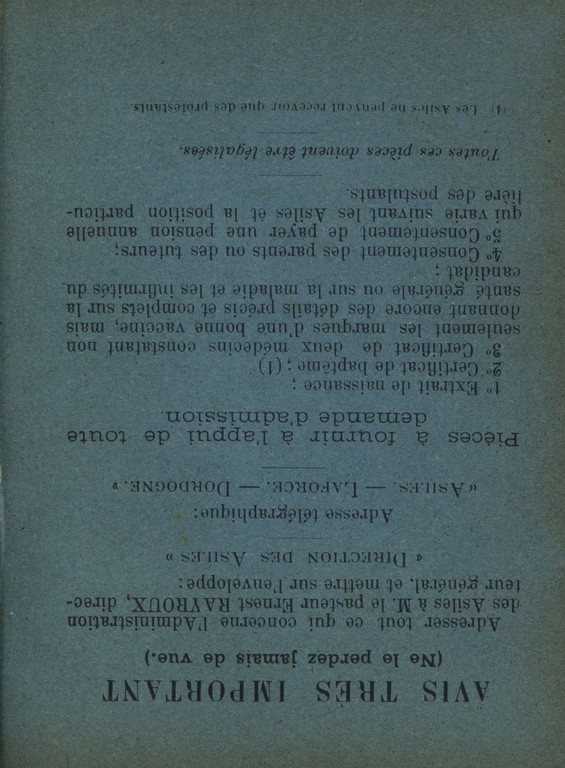 AVIS TRÈS IMPORTANT
(Ne le perdez jamais de vue.)
Adresser tout ce qui concerne l'Administration
des Asiles à M. le pasteur Ernest RAYROUX, direc-
teur général, et mettre sur l'enveloppe:
« DIRECTION DES ASILES »
Adresse télégraphique:
« ASILES. — LAFORCE. — DORDOGNE. »
Pièces à fournir à l'appui de toute
demande d'admission.
1° Extrait de naissance ;
2° Certificat de baptême ; (1)
3° Certificat de deux médecins constatant non
seulement les marques d'une bonne vaccine, mais
donnant encore des détails précis et complets sur la
santé générale ou sur la maladie et les infirmités du
candidat ;
4° Consentement des parents ou des tuteurs;
5° Consentement de payer une pension annuelle
qui varie suivant les Asiles et la position particu-
lière des postulants.
Toutes ces pièces doivent être légalisées.
(1) Les Asiles ne peuvent recevoir que des protestants.